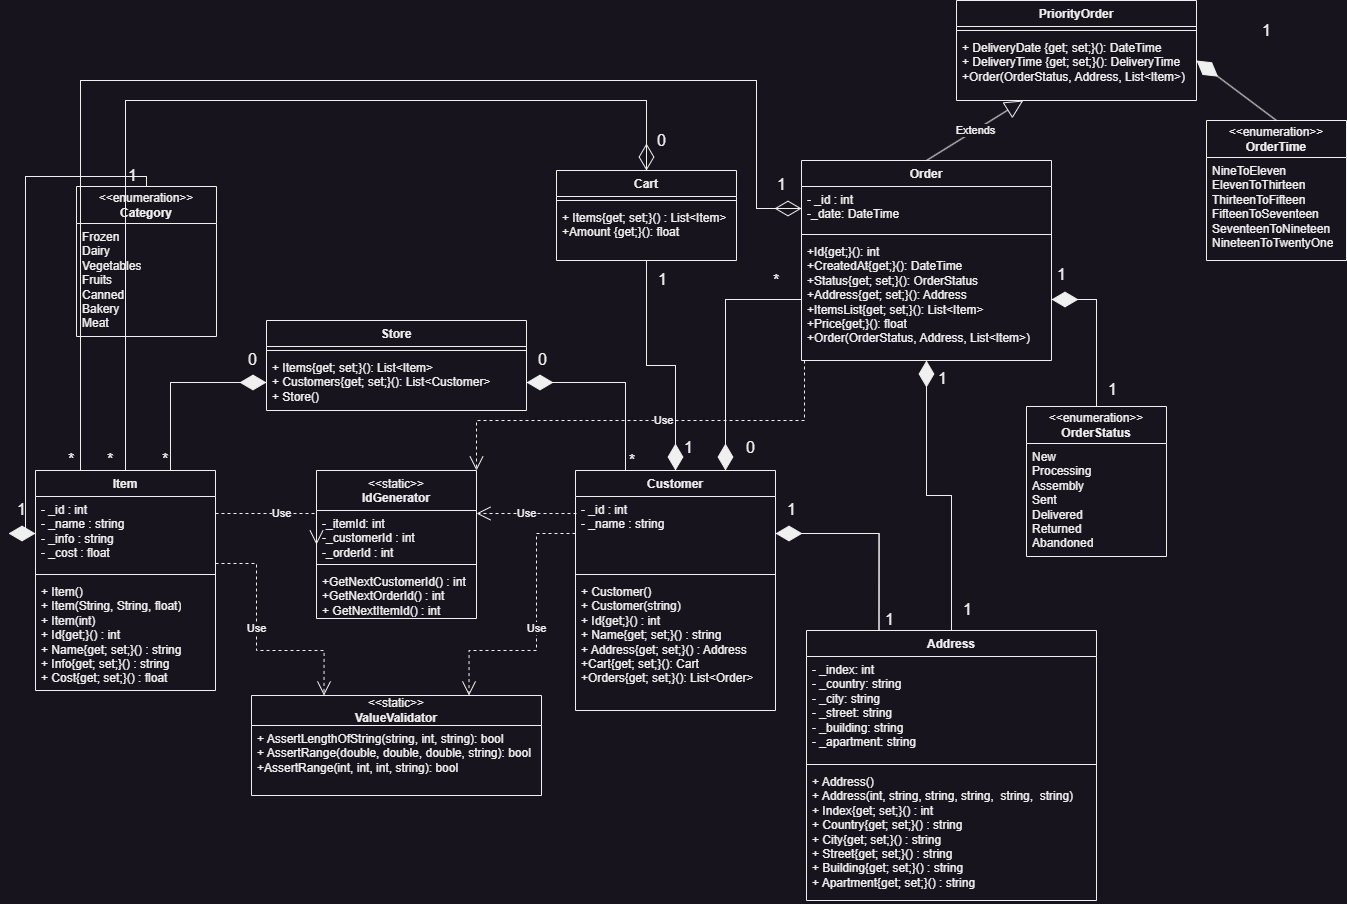 PriorityOrder
+ DeliveryDate {get; set;}(): DateTime
+ DeliveryTime {get; set;}(): DeliveryTime
+Order(OrderStatus, Address, List<Item>)
1
Extends
<<enumeration>>
OrderTime
NineToEleven
ElevenToThirteen
ThirteenToFifteen
FifteenToSeventeen
SeventeenToNineteen
NineteenToTwentyOne
1
<<enumeration>>
Category
Frozen
Dairy
Vegetables
Fruits
Canned
Bakery
Meat
0
Cart
+ Items{get; set;}() : List<Item>
+Amount {get;}(): float
1
1
Order
- _id : int
-_date: DateTime
+Id{get;}(): int
+CreatedAt{get;}(): DateTime
+Status{get; set;}(): OrderStatus
+Address{get; set;}(): Address
+ItemsList{get; set;}(): List<Item>
+Price{get;}(): float
+Order(OrderStatus, Address, List<Item>)
*
1
1
1
<<enumeration>>
OrderStatus
New
Processing
Assembly
Sent
Delivered
Returned
Abandoned
0
Store
+ Items{get; set;}(): List<Item>
+ Customers{get; set;}(): List<Customer>
+ Store()
0
Use
*
*
*
*
1
0
1
Item
- _id : int
- _name : string
- _info : string
- _cost : float
+ Item()
+ Item(String, String, float)
+ Item(int)
+ Id{get;}() : int
+ Name{get; set;}() : string
+ Info{get; set;}() : string
+ Cost{get; set;}() : float
Use
<<static>>
IdGenerator
-_itemId: int
-_customerId : int
-_orderId : int
+GetNextCustomerId() : int
+GetNextOrderId() : int
+ GetNextItemId() : int
Use
Customer
- _id : int
- _name : string
+ Customer()
+ Customer(string)
+ Id{get;}() : int
+ Name{get; set;}() : string
+ Address{get; set;}() : Address
+Cart{get; set;}(): Cart
+Orders{get; set;}(): List<Order>
1
Use
Use
<<static>>
ValueValidator
+ AssertLengthOfString(string, int, string): bool
+ AssertRange(double, double, double, string): bool
+AssertRange(int, int, int, string): bool
1
1
Address
- _index: int
- _country: string
- _city: string
- _street: string
- _building: string
- _apartment: string
+ Address()
+ Address(int, string, string, string, string, string)
+ Index{get; set;}() : int
+ Country{get; set;}() : string
+ City{get; set;}() : string
+ Street{get; set;}() : string
+ Building{get; set;}() : string
+ Apartment{get; set;}() : string